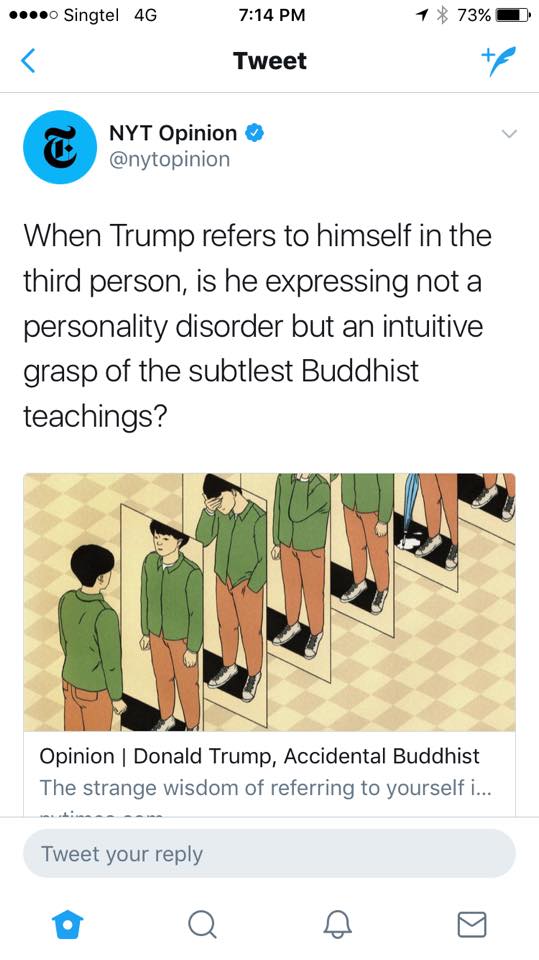 Singtel 4G 7:14 PM 73%
Tweet
NYT Opinion
@nytopinion
When Trump refers to himself in the
third person, is he expressing not a
personality disorder but an intuitive
grasp of the subtlest Buddhist
teachings?
Opinion | Donald Trump, Accidental Buddhist
The strange wisdom of referring to yourself i...
Tweet your reply